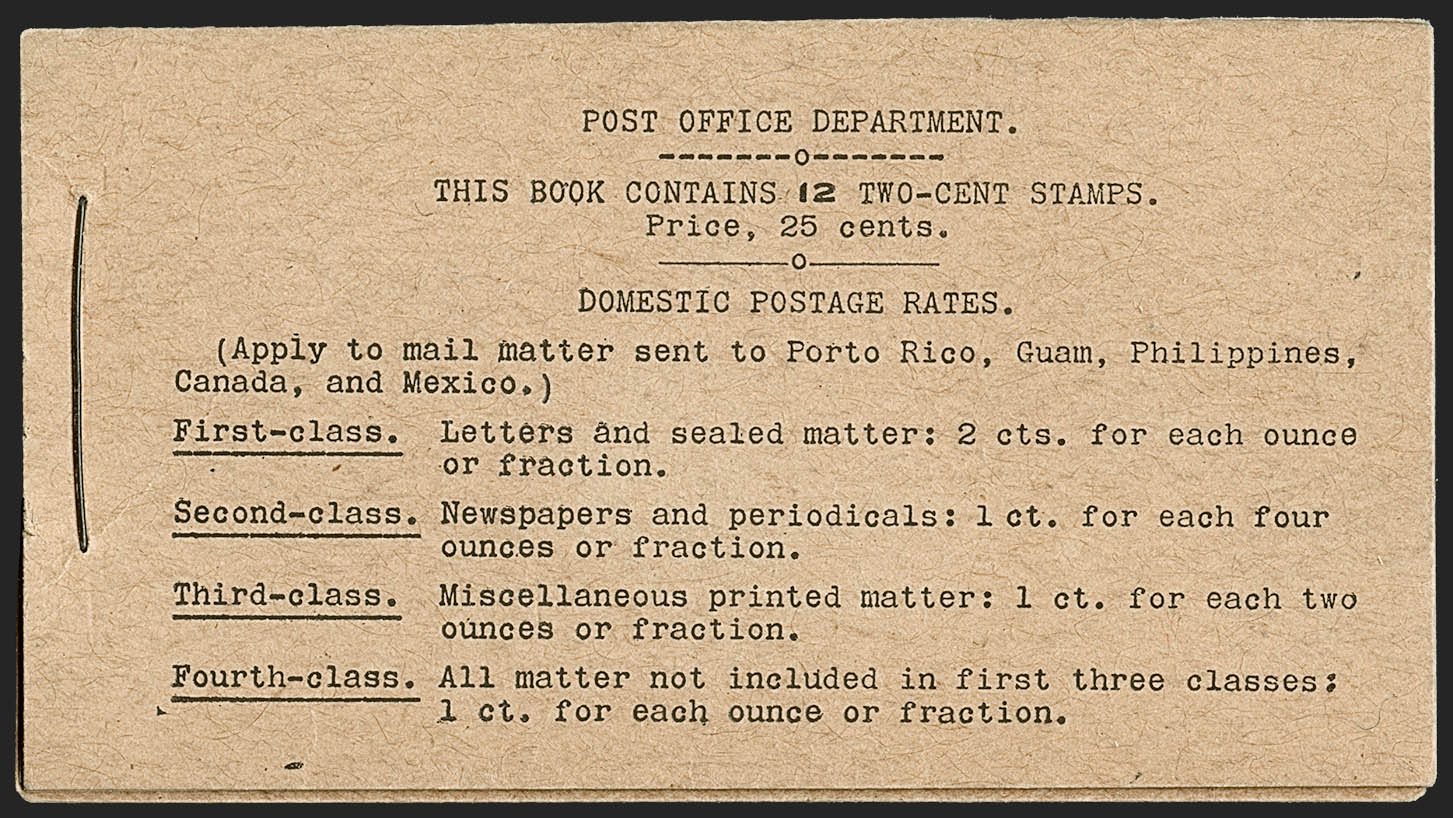 POST OFFICE DEPARTMENT.
-------o-------
THIS BOOK CONTAINS 12 TWO-CENT STAMPS.
Price, 25 cents.
———o———
DOMESTIC POSTAGE RATES.
(Apply to mail matter sent to Porto Rico, Guam, Philippines,
Canada, and Mexico.)
First-class. Letters and sealed matter: 2 cts. for each ounce
or fraction.
Second-class. Newspapers and periodicals: 1 ct. for each four
ounces or fraction.
Third-class. Miscellaneous printed matter: 1 ct. for each two
ounces or fraction.
Fourth-class. All matter not included in first three classes:
1 ct. for each ounce or fraction.